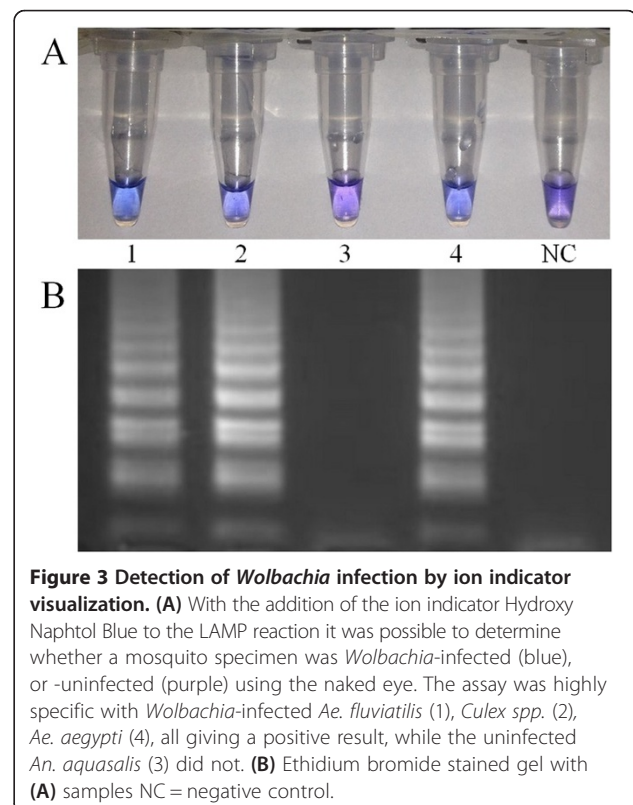 A
1 2 3 4 NC
B
Figure 3 Detection of Wolbachia infection by ion indicator
visualization. (A) With the addition of the ion indicator Hydroxy
Naphtol Blue to the LAMP reaction it was possible to determine
whether a mosquito specimen was Wolbachia-infected (blue),
or -uninfected (purple) using the naked eye. The assay was highly
specific with Wolbachia-infected Ae. fluviatilis (1), Culex spp. (2),
Ae. aegypti (4), all giving a positive result, while the uninfected
An. aquasalis (3) did not. (B) Ethidium bromide stained gel with
(A) samples NC = negative control.